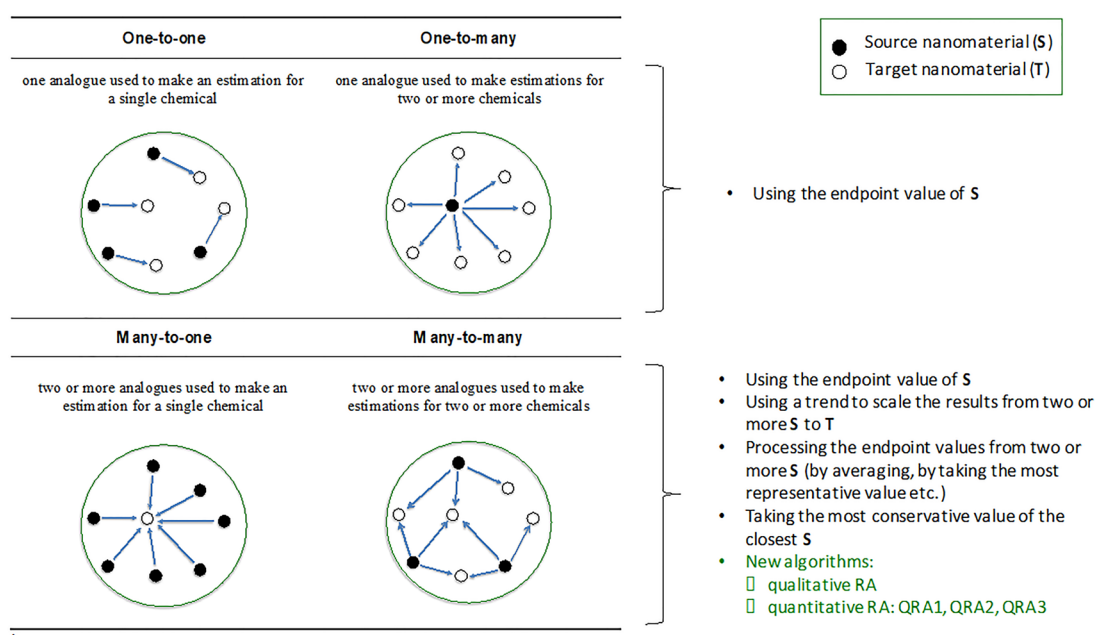 One-to-one
One-to-many
one analogue used to make an estimation for
a single chemical
one analogue used to make estimations for
two or more chemicals
Source nanomaterial (S)
Target nanomaterial (T)
• Using the endpoint value of S
Many-to-one
Many-to-many
two or more analogues used to make an
estimation for a single chemical
two or more analogues used to make
estimations for two or more chemicals
• Using the endpoint value of S
• Using a trend to scale the results from two or
more S to T
• Processing the endpoint values from two or
more S (by averaging, by taking the most
representative value etc.)
• Taking the most conservative value of the
closest S
• New algorithms:
▯ qualitative RA
▯ quantitative RA: QRA1, QRA2, QRA3